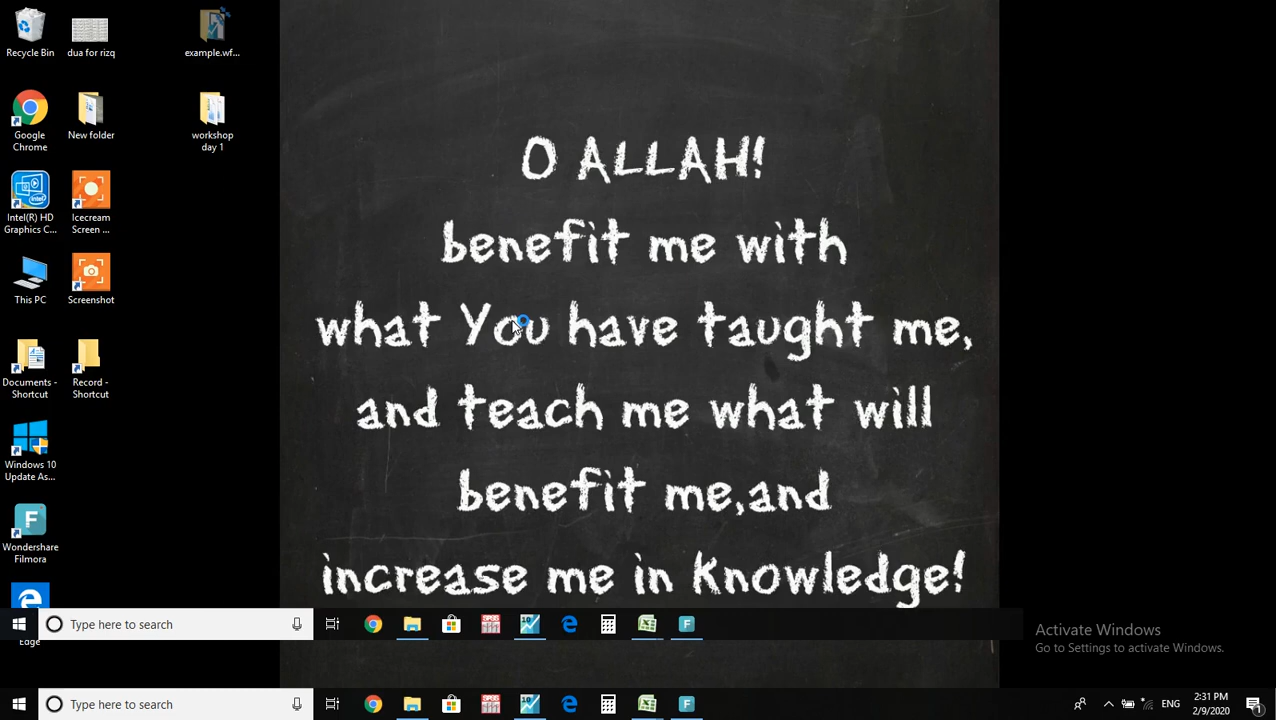 Recycle Bin
dua for rizq
example.wf...
Google Chrome
New folder
workshop day 1
Intel(R) HD Graphics C...
Icecream Screen ...
This PC
Screenshot
Documents - Shortcut
Record - Shortcut
Windows 10 Update As...
Wondershare Filmora
Edge
O ALLAH!
benefit me with
what You have taught me,
and teach me what will
benefit me,and
increase me in knowledge!
Type here to search
Activate Windows
Go to Settings to activate Windows.
Type here to search
ENG
2:31 PM
2/9/2020